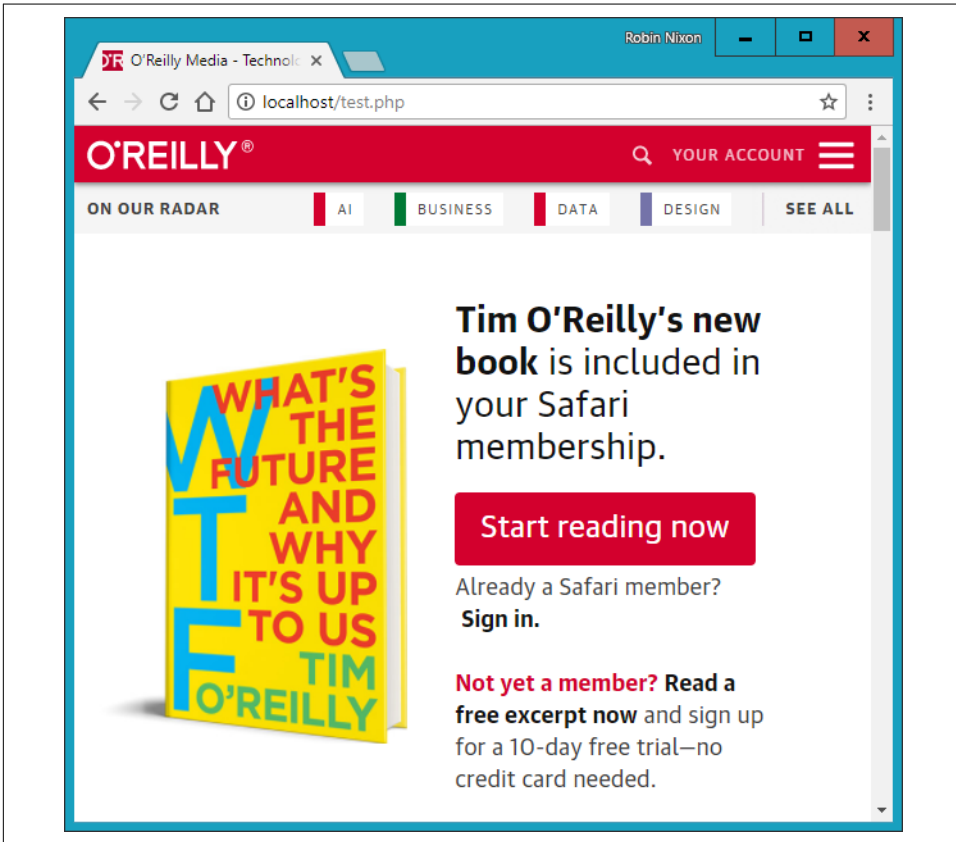 Robin Nixon
O'R O'Reilly Media - Technol
localhost/test.php
O'REILLY®
YOUR ACCOUNT
ON OUR RADAR
AI
BUSINESS
DATA
DESIGN
SEE ALL
WTF
WHAT'S
THE
FUTURE
AND
WHY
IT'S UP
TO US
TIM
O'REILLY
Tim O'Reilly's new
book is included in
your Safari
membership.
Start reading now
Already a Safari member?
Sign in.
Not yet a member? Read a
free excerpt now and sign up
for a 10-day free trial—no
credit card needed.